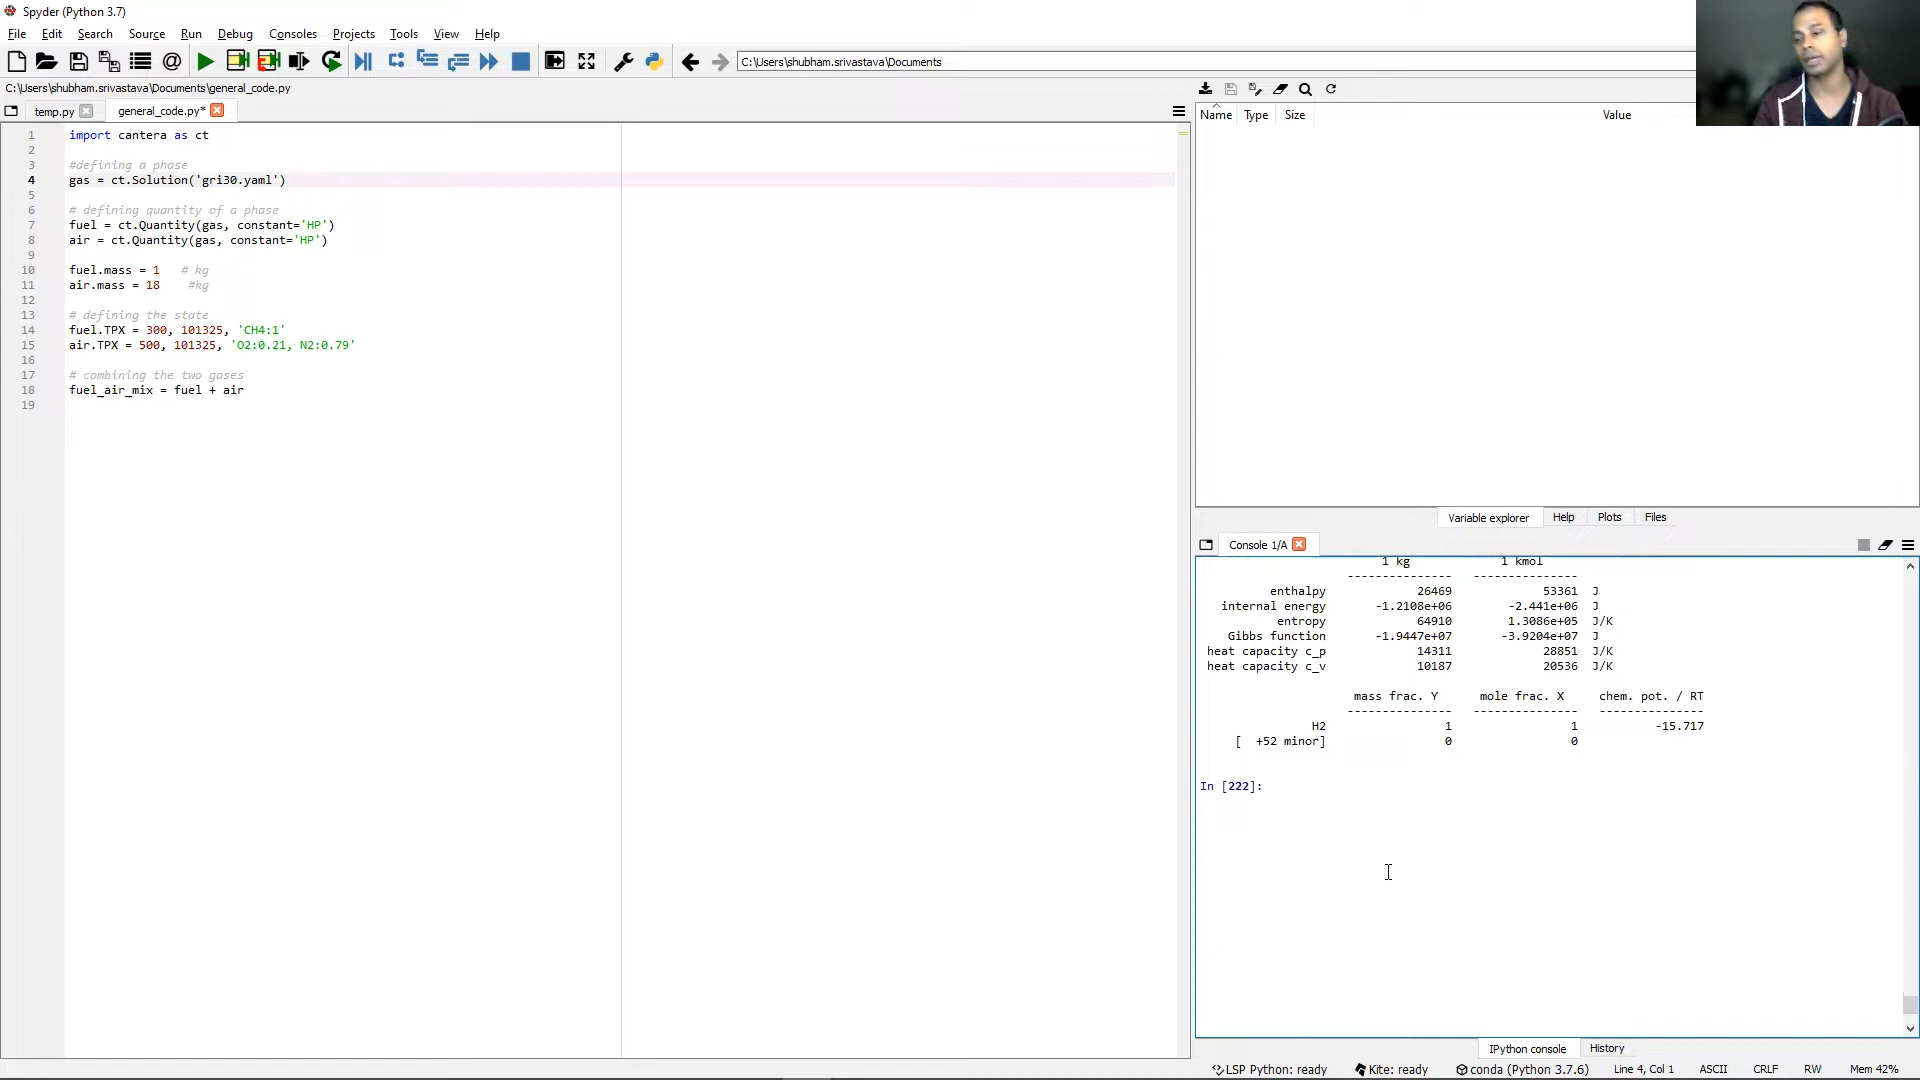 Spyder (Python 3.7)
File Edit Search Source Run Debug Consoles Projects Tools View Help
C:\Users\shubham.srivastava\Documents
C:\Users\shubham.srivastava\Documents\general_code.py
temp.py general_code.py*
1 import cantera as ct
2
3 #defining a phase
4 gas = ct.Solution('gri30.yaml')
5
6 # defining quantity of a phase
7 fuel = ct.Quantity(gas, constant='HP')
8 air = ct.Quantity(gas, constant='HP')
9
10 fuel.mass = 1 # kg
11 air.mass = 18 #kg
12
13 # defining the state
14 fuel.TPX = 300, 101325, 'CH4:1'
15 air.TPX = 500, 101325, 'O2:0.21, N2:0.79'
16
17 # combining the two gases
18 fuel_air_mix = fuel + air
19
Name Type Size Value
Variable explorer Help Plots Files
Console 1/A
1 kg 1 kmol
--------------- ---------------
enthalpy 26469 53361 J
internal energy -1.2108e+06 -2.441e+06 J
entropy 64910 1.3086e+05 J/K
Gibbs function -1.9447e+07 -3.9204e+07 J
heat capacity c_p 14311 28851 J/K
heat capacity c_v 10187 20536 J/K
mass frac. Y mole frac. X chem. pot. / RT
--------------- --------------- ---------------
H2 1 1 -15.717
[ +52 minor] 0 0
In [222]:
IPython console History
LSP Python: ready Kite: ready conda (Python 3.7.6) Line 4, Col 1 ASCII CRLF RW Mem 42%